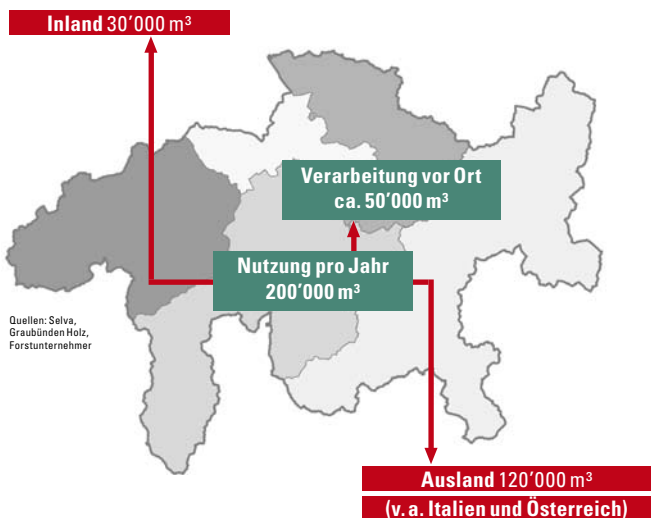 Inland 30’000 m³
Verarbeitung vor Ort
ca. 50’000 m³
Nutzung pro Jahr
200’000 m³
Quellen: Selva,
Graubünden Holz,
Forstunternehmer
Ausland 120’000 m³
(v. a. Italien und Österreich)